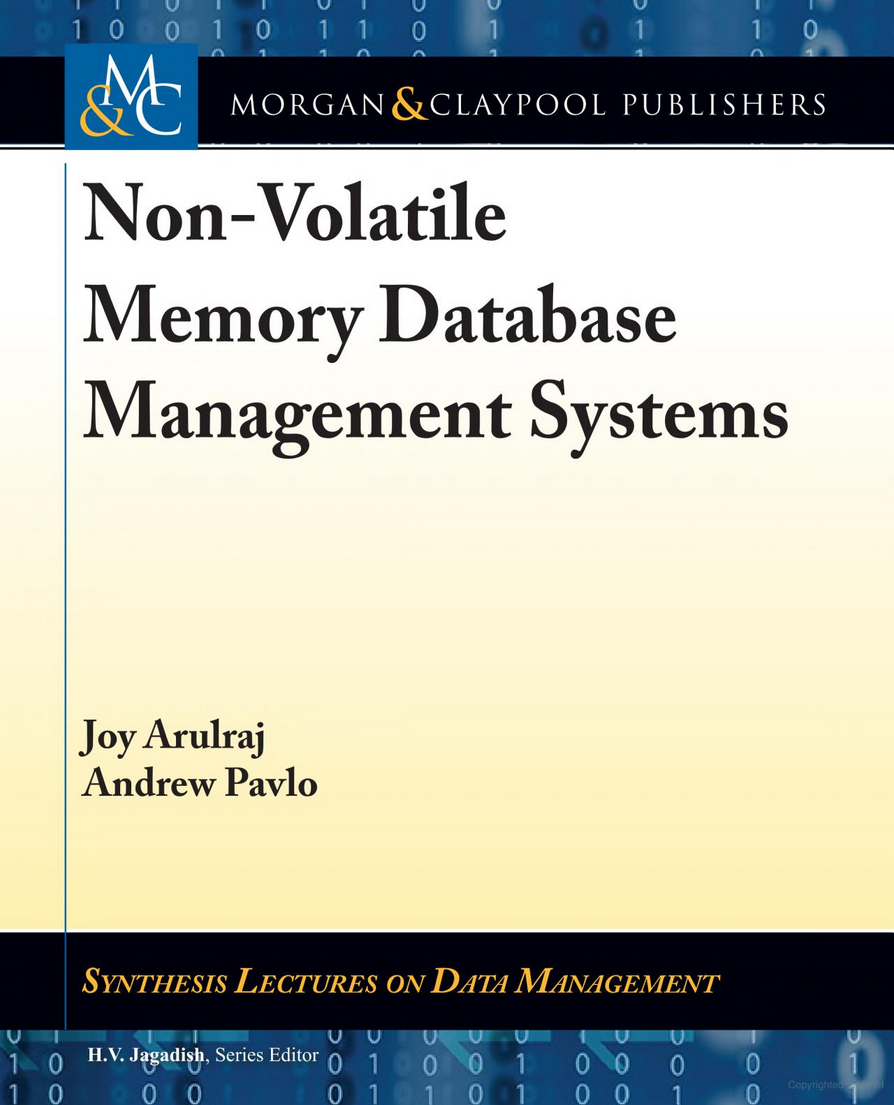 M&C
MORGAN & CLAYPOOL PUBLISHERS
Non-Volatile
Memory Database
Management Systems
Joy Arulraj
Andrew Pavlo
SYNTHESIS LECTURES ON DATA MANAGEMENT
H.V. Jagadish, Series Editor
Copyrighted